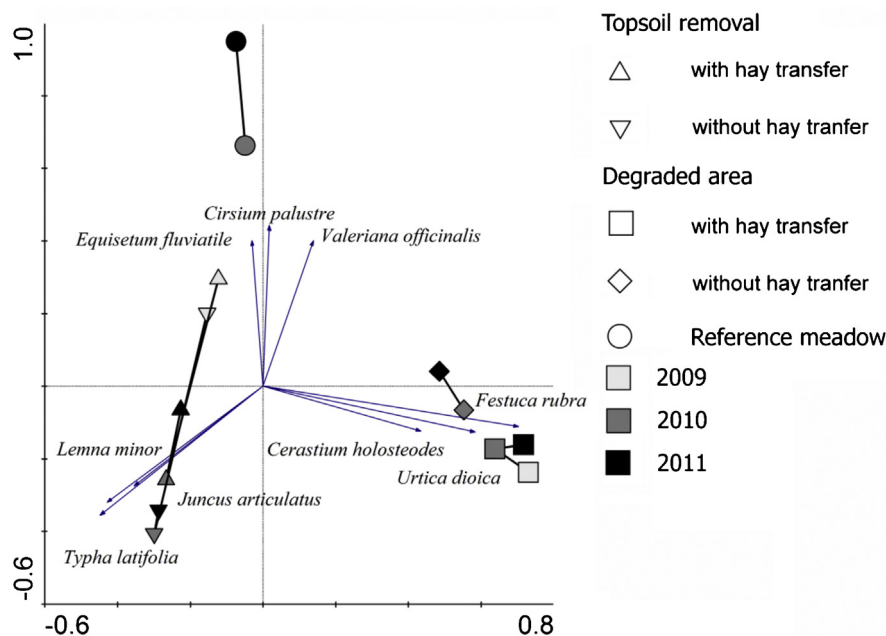 1.0
Cirsium palustre
Equisetum fluviatile
Valeriana officinalis
Festuca rubra
Lemna minor
Cerastium holosteodes
Urtica dioica
Juncus articulatus
Typha latifolia
-0.6
-0.6
0.8
Topsoil removal
with hay transfer
without hay tranfer
Degraded area
with hay transfer
without hay tranfer
Reference meadow
2009
2010
2011